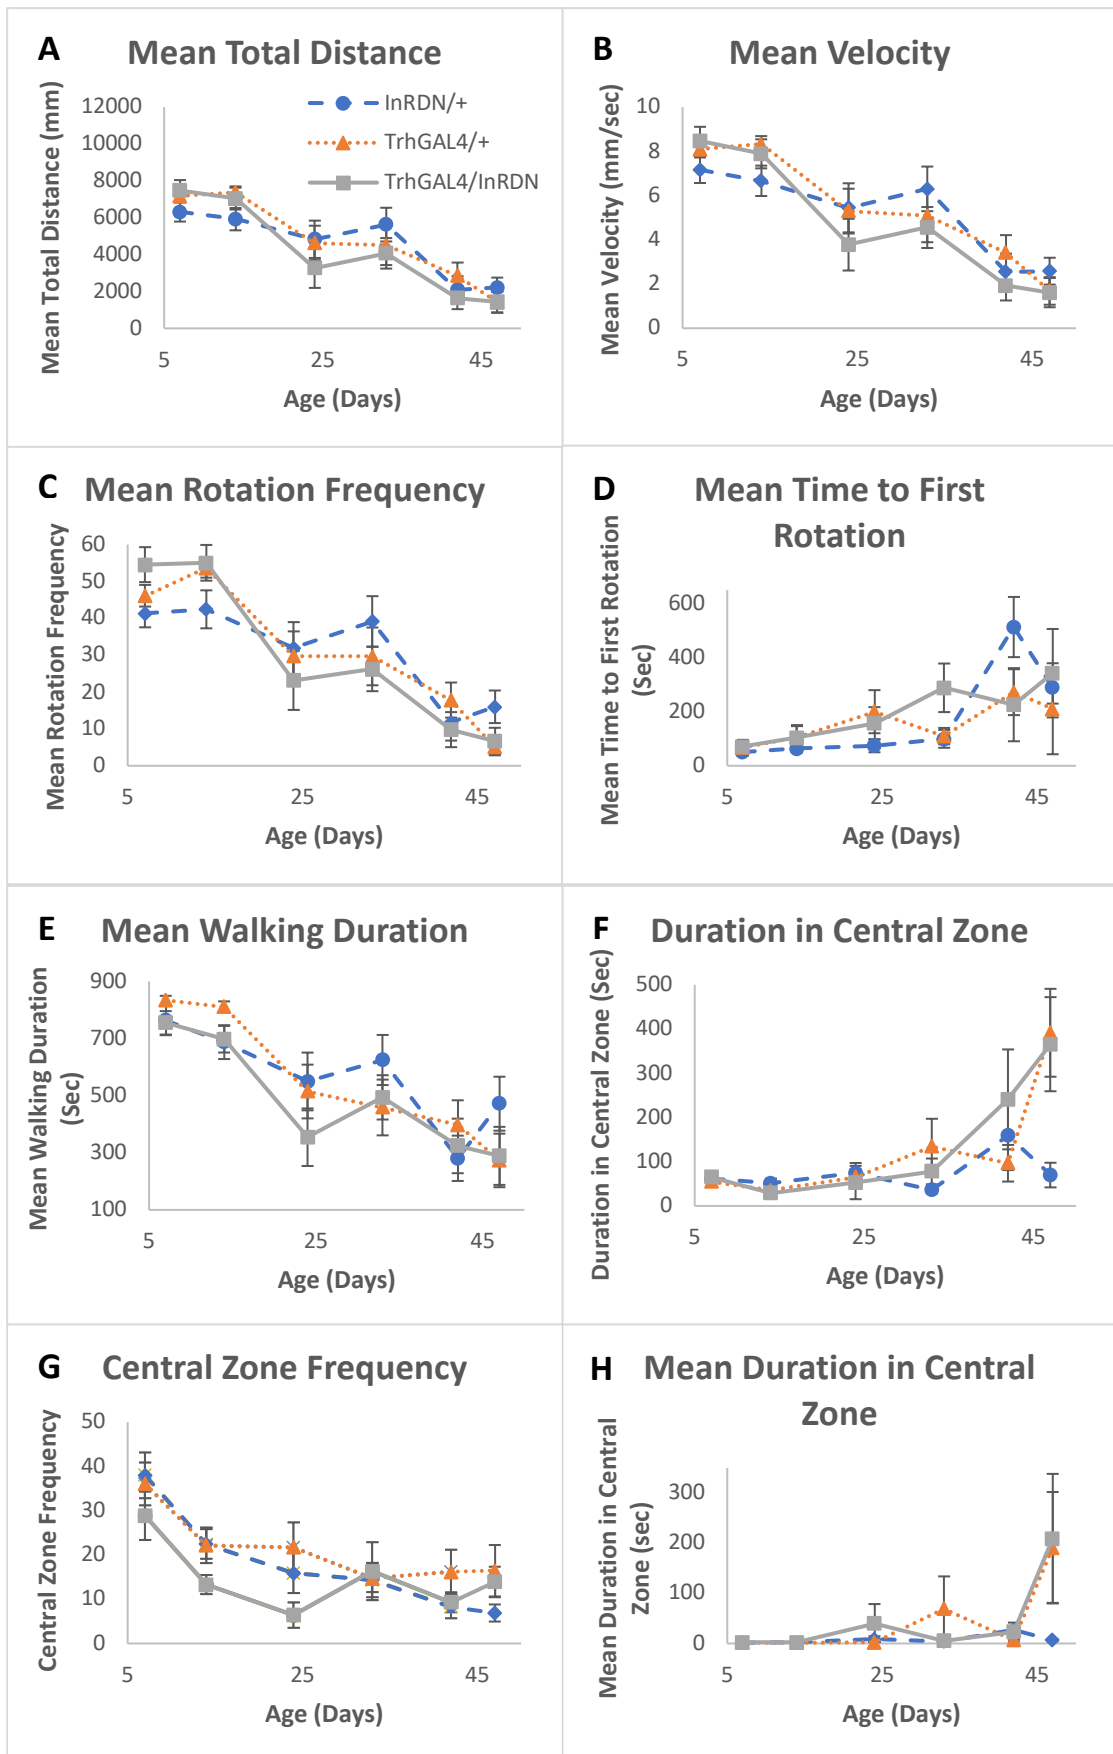 A Mean Total Distance
Mean Total Distance (mm)
12000
10000
8000
6000
4000
2000
0
InRDN/+
TrhGAL4/+
TrhGAL4/InRDN
5 25 45
Age (Days)
B Mean Velocity
Mean Velocity (mm/sec)
10
8
6
4
2
0
5 25 45
Age (Days)
C Mean Rotation Frequency
Mean Rotation Frequency
60
50
40
30
20
10
0
5 25 45
Age (Days)
D Mean Time to First
Rotation
Mean Time to First Rotation
(Sec)
600
400
200
0
5 25 45
Age (Days)
E Mean Walking Duration
Mean Walking Duration
(Sec)
900
700
500
300
100
5 25 45
Age (Days)
F Duration in Central Zone
Duration in Central Zone (Sec)
500
400
300
200
100
0
5 25 45
Age (Days)
G Central Zone Frequency
Central Zone Frequency
50
40
30
20
10
0
5 25 45
Age (Days)
H Mean Duration in Central
Zone
Mean Duration in Central
Zone (sec)
300
200
100
0
5 25 45
Age (Days)